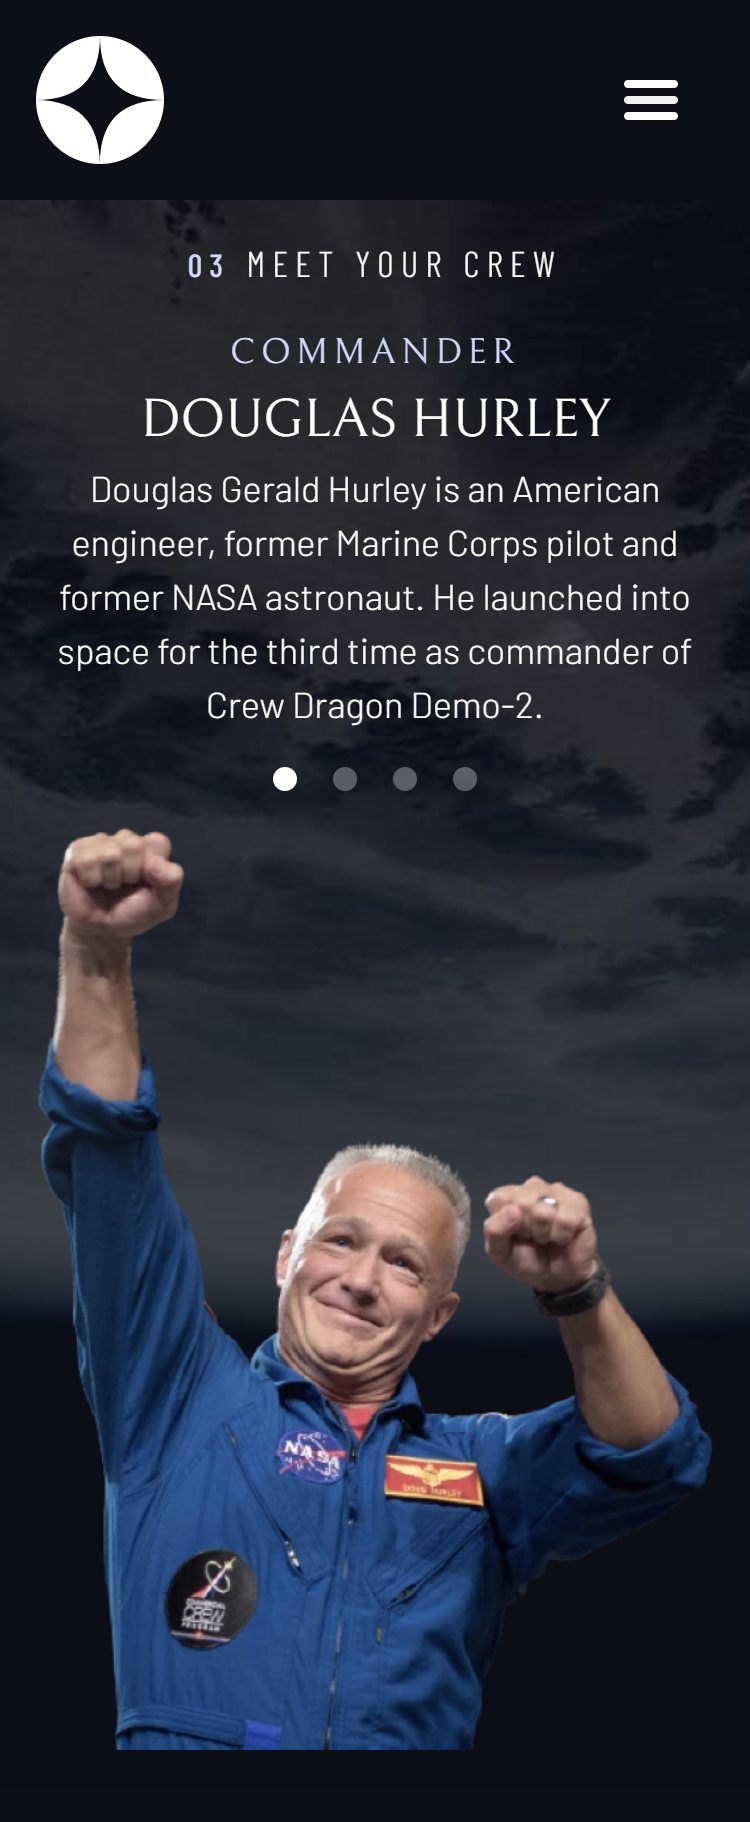 03 MEET YOUR CREW
COMMANDER
DOUGLAS HURLEY
Douglas Gerald Hurley is an American
engineer, former Marine Corps pilot and
former NASA astronaut. He launched into
space for the third time as commander of
Crew Dragon Demo-2.
NASA
DOUG HURLEY
COMMERCIAL
CREW
PROGRAM